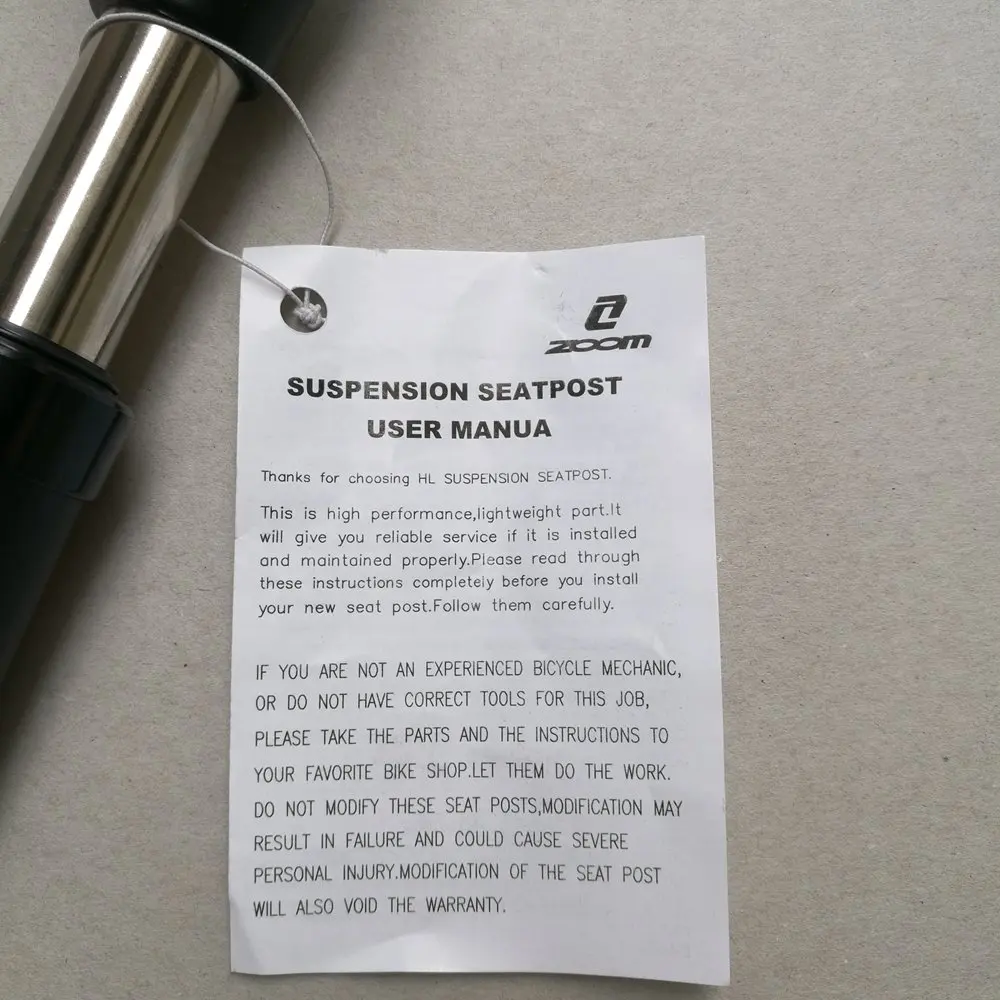 ZOOM
SUSPENSION SEATPOST
USER MANUA
Thanks for choosing HL SUSPENSION SEATPOST.
This is high performance,lightweight part.It
will give you reliable service if it is installed
and maintained properly.Please read through
these instructions completely before you install
your new seat post.Follow them carefully.
IF YOU ARE NOT AN EXPERIENCED BICYCLE MECHANIC,
OR DO NOT HAVE CORRECT TOOLS FOR THIS JOB,
PLEASE TAKE THE PARTS AND THE INSTRUCTIONS TO
YOUR FAVORITE BIKE SHOP.LET THEM DO THE WORK.
DO NOT MODIFY THESE SEAT POSTS,MODIFICATION MAY
RESULT IN FAILURE AND COULD CAUSE SEVERE
PERSONAL INJURY.MODIFICATION OF THE SEAT POST
WILL ALSO VOID THE WARRANTY.